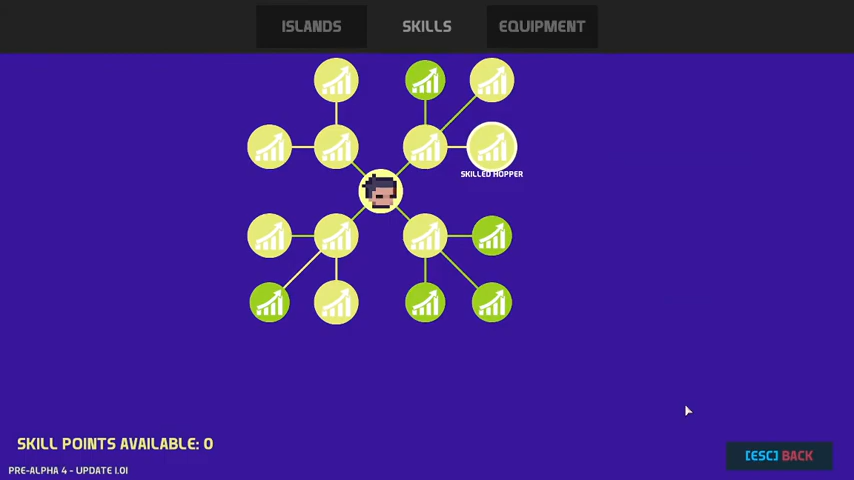 ISLANDS
SKILLS
EQUIPMENT
SKILLED HOPPER
SKILL POINTS AVAILABLE: 0
[ESC] BACK
PRE-ALPHA 4 - UPDATE 1.01